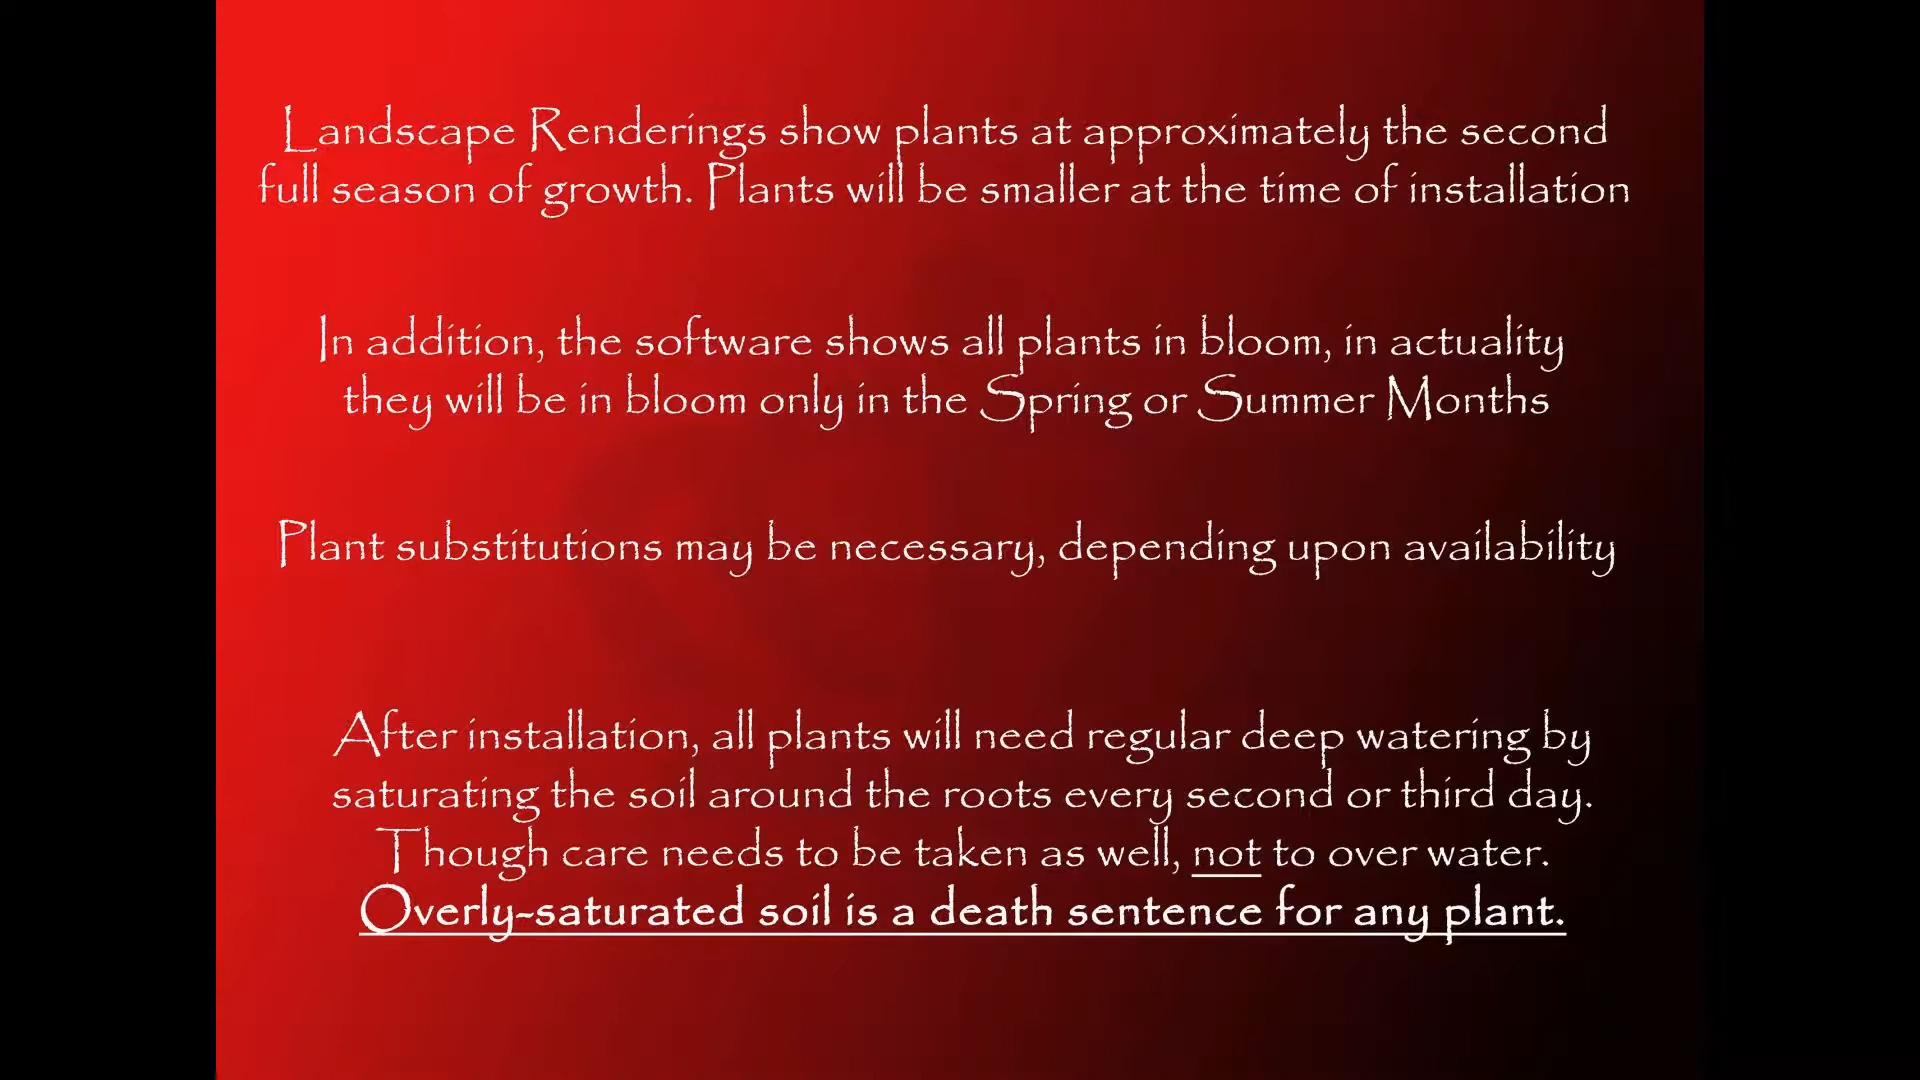 Landscape Renderings show plants at approximately the second
full season of growth. Plants will be smaller at the time of installation
In addition, the software shows all plants in bloom, in actuality
they will be in bloom only in the Spring or Summer Months
Plant substitutions may be necessary, depending upon availability
After installation, all plants will need regular deep watering by
saturating the soil around the roots every second or third day.
Though care needs to be taken as well, not to over water.
Overly-saturated soil is a death sentence for any plant.